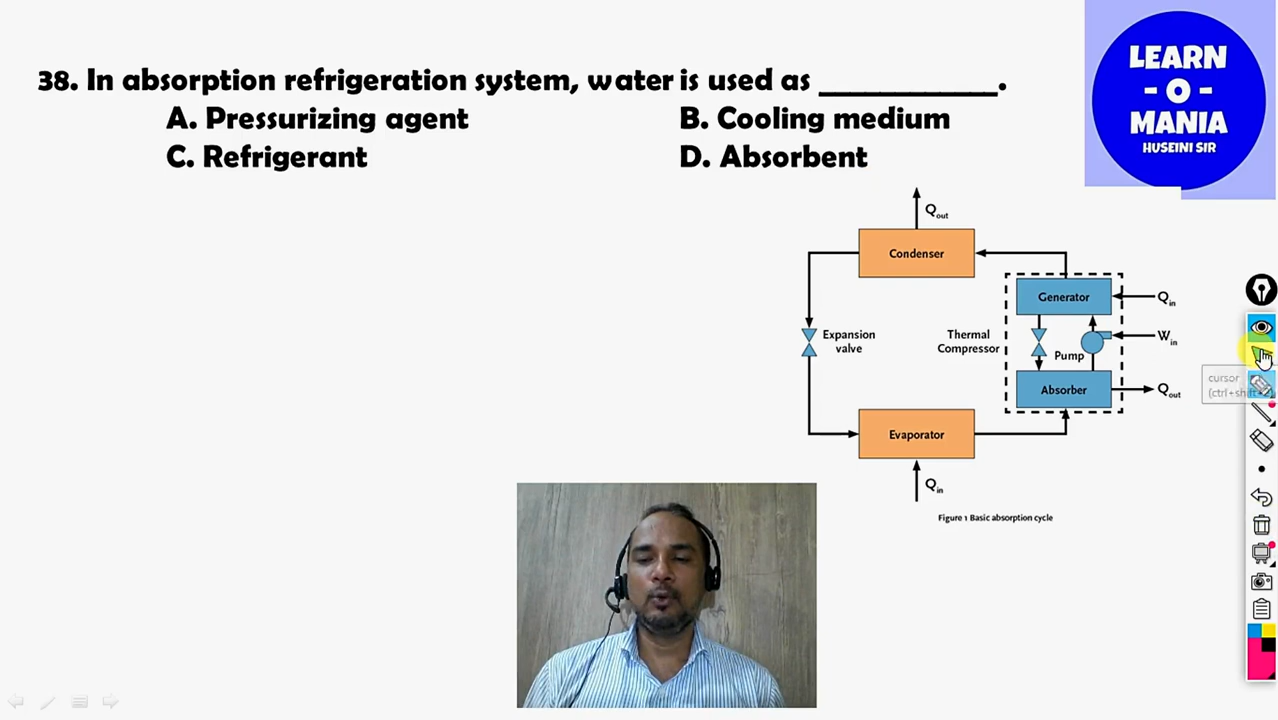 38. In absorption refrigeration system, water is used as ____________.
A. Pressurizing agent
B. Cooling medium
C. Refrigerant
D. Absorbent
LEARN
- O -
MANIA
HUSEINI SIR
Qout
Condenser
Generator
Qin
Expansion
valve
Thermal
Compressor
Pump
Win
Absorber
Qout
Evaporator
Qin
Figure 1 Basic absorption cycle
cursor